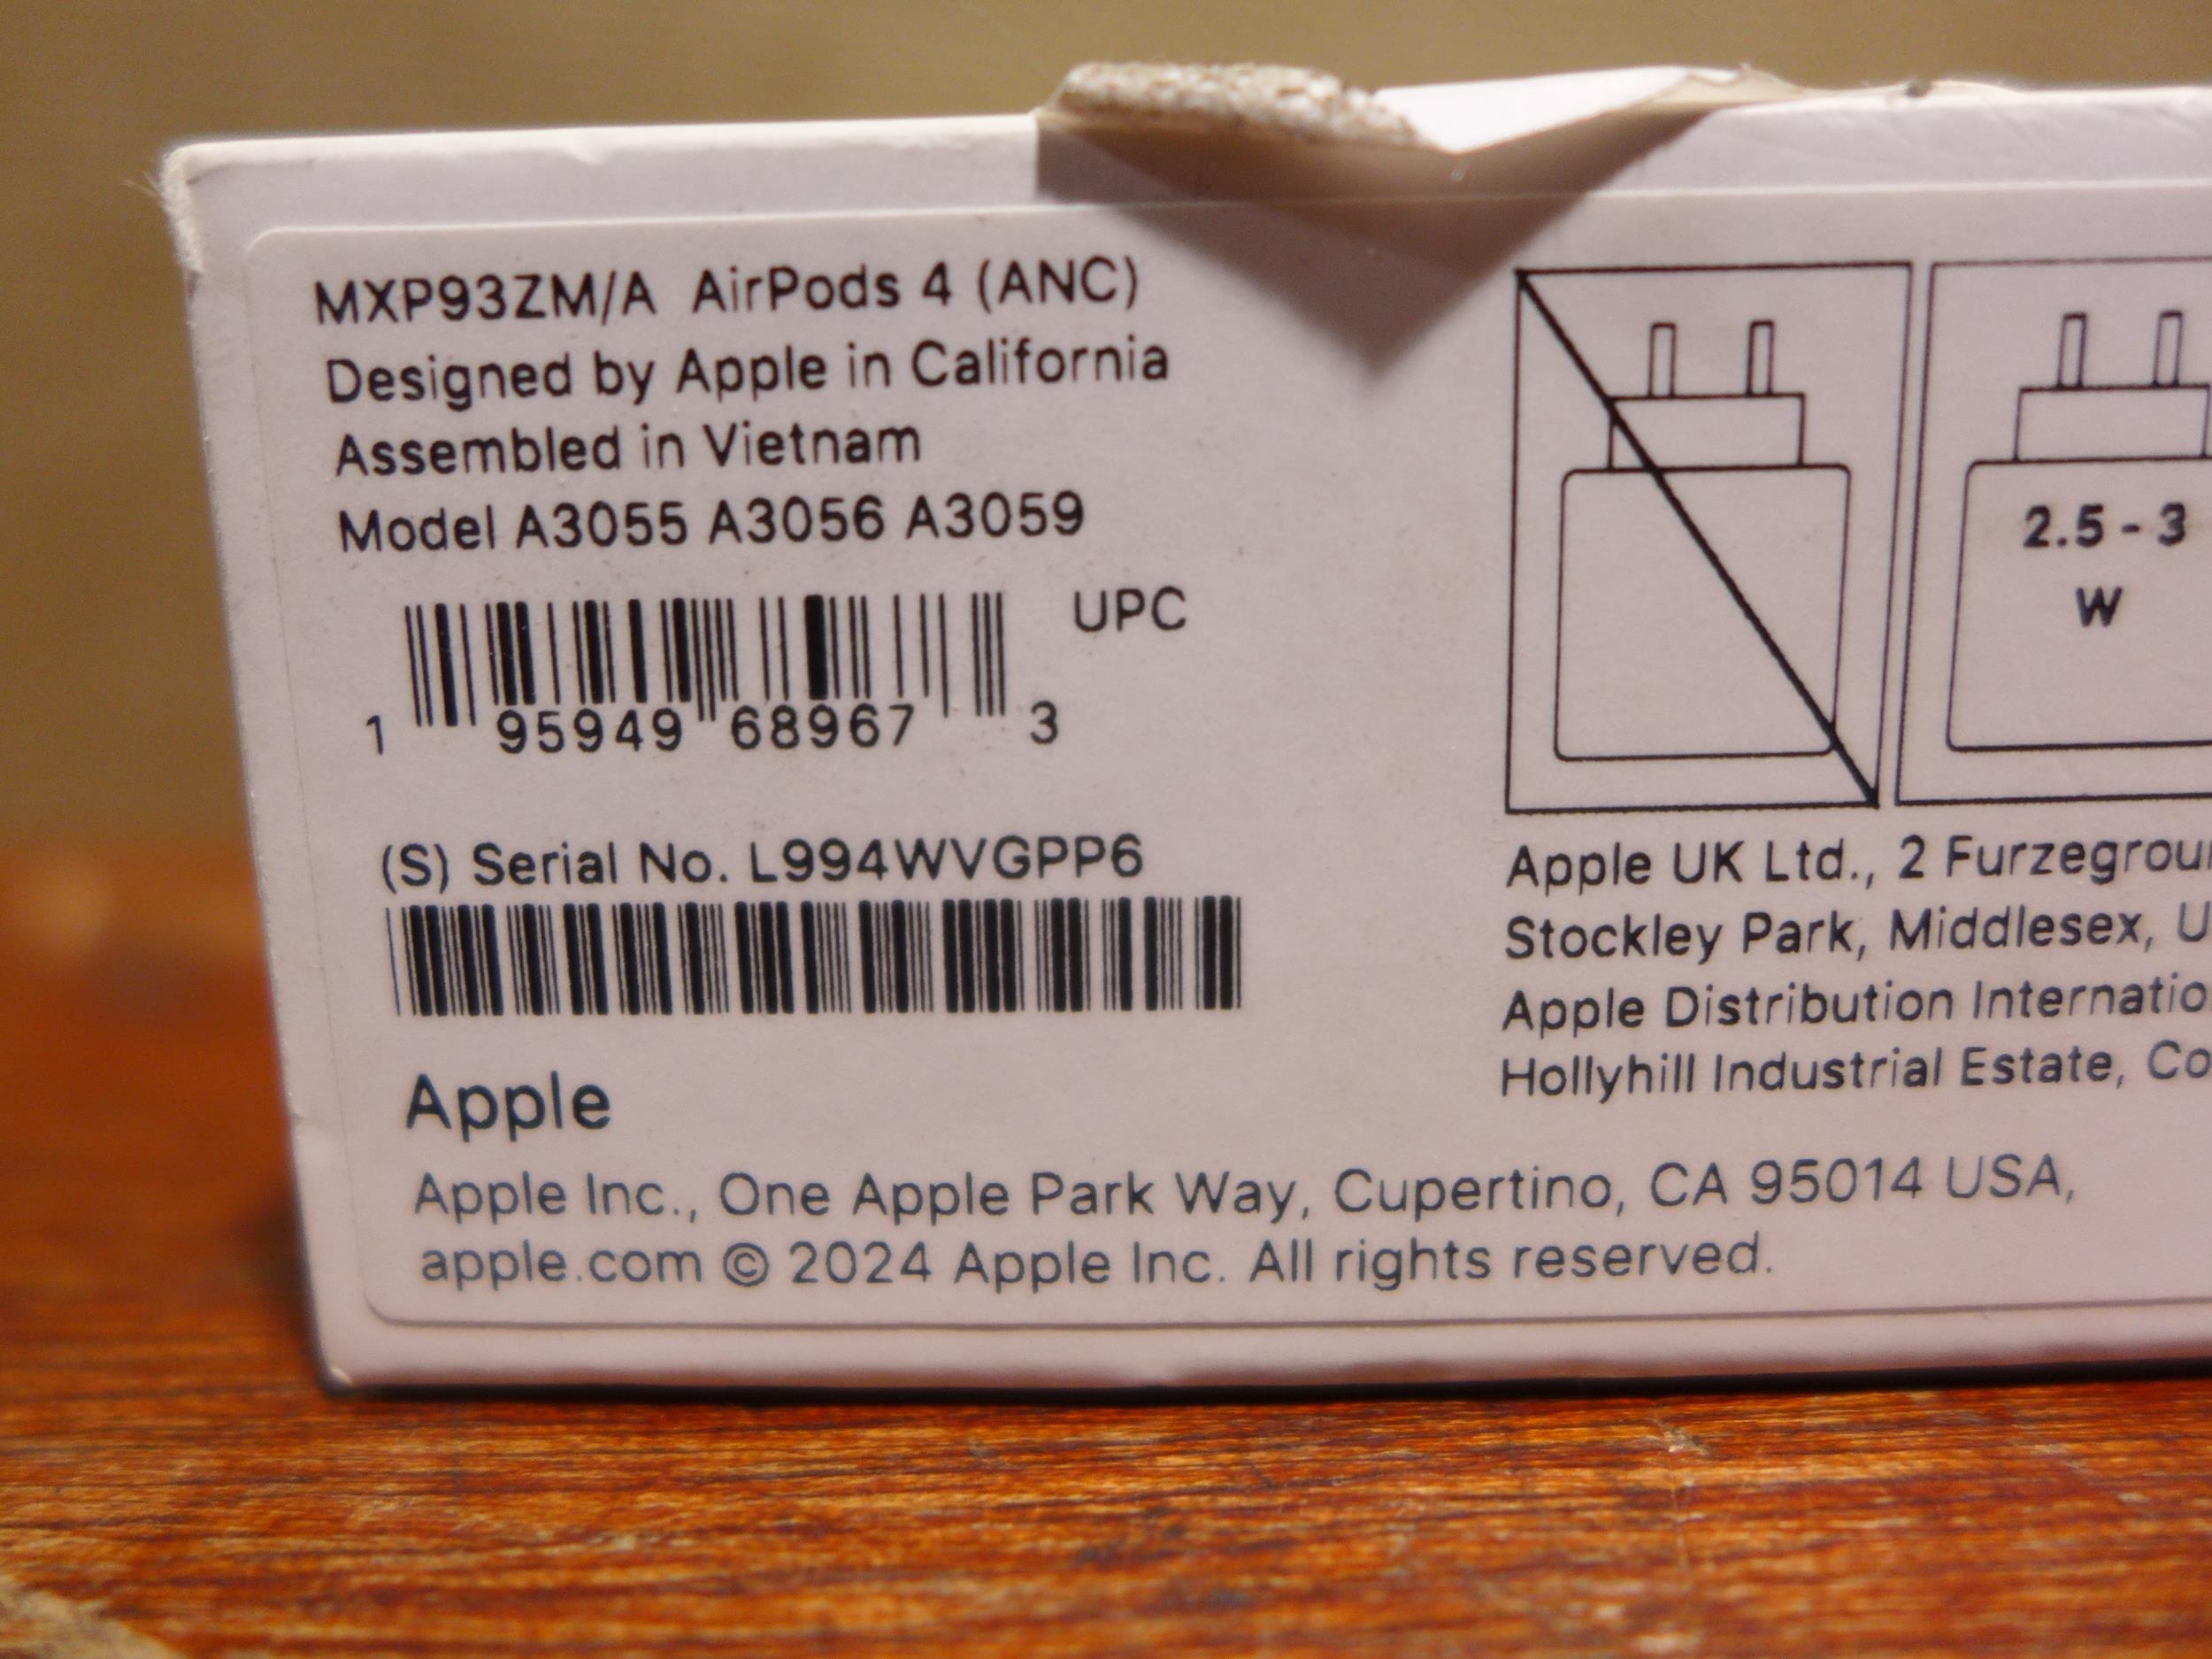 MXP93ZM/A AirPods 4 (ANC)
Designed by Apple in California
Assembled in Vietnam
Model A3055 A3056 A3059
UPC
1 95949 68967 3
(S) Serial No. L994WVGPP6
Apple
Apple Inc., One Apple Park Way, Cupertino, CA 95014 USA,
apple.com © 2024 Apple Inc. All rights reserved.
2.5 - 3
W
Apple UK Ltd., 2
Stockley Park, Middlesex,
Apple Distribution
Hollyhill Industrial Estate,